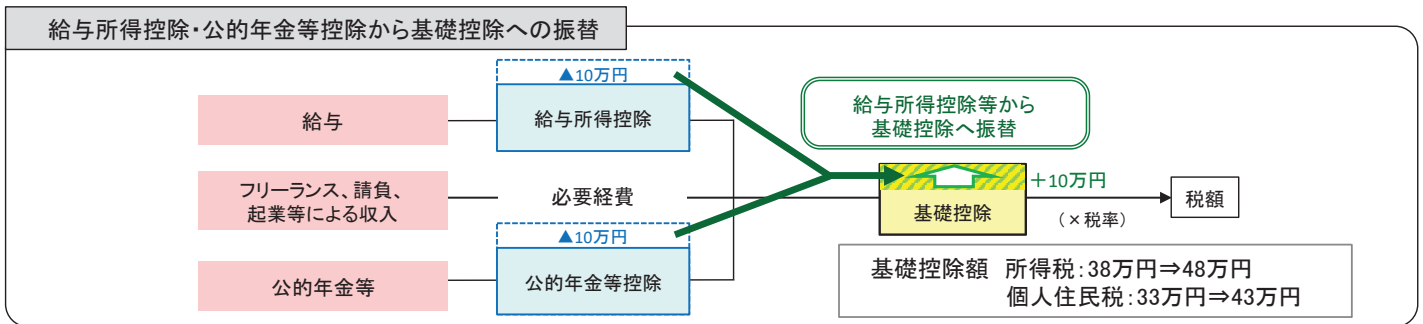 給与所得控除・公的年金等控除から基礎控除への振替
▲10万円
給与
給与所得控除
給与所得控除等から
基礎控除へ振替
フリーランス、請負、
起業等による収入
必要経費
+10万円
基礎控除
(×税率)
税額
▲10万円
公的年金等
公的年金等控除
基礎控除額 所得税:38万円⇒48万円
個人住民税:33万円⇒43万円